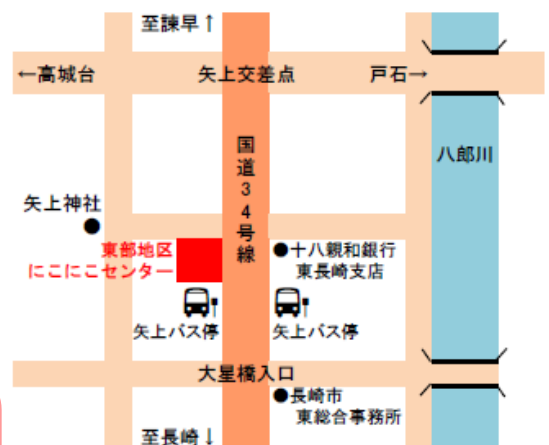 至諫早↑
←高城台
矢上交差点
戸石→
国道34号線
八郎川
矢上神社
東部地区
にこにこセンター
十八親和銀行
東長崎支店
矢上バス停
矢上バス停
大星橋入口
長崎市
東総合事務所
至長崎↓